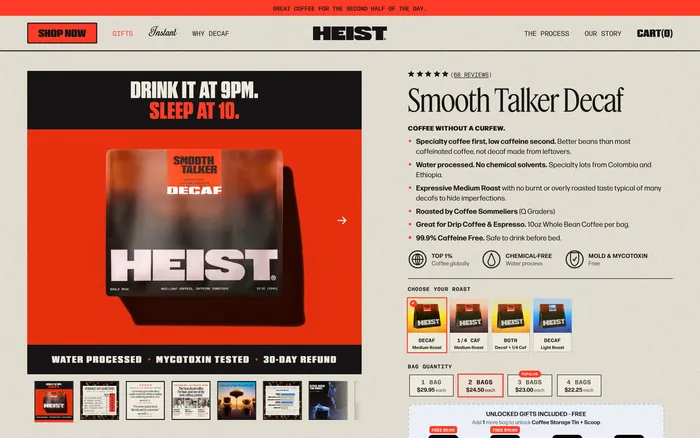 GREAT COFFEE FOR THE SECOND HALF OF THE DAY.
SHOP NOW
GIFTS
Instant
WHY DECAF
HEIST
THE PROCESS
OUR STORY
CART(0)
DRINK IT AT 9PM.
SLEEP AT 10.
SMOOTH
TALKER
DECAF
HEIST
WHOLE BEAN
WATER PROCESSED • MYCOTOXIN TESTED • 30-DAY REFUND
(68 REVIEWS)
Smooth Talker Decaf
COFFEE WITHOUT A CURFEW.
Specialty coffee first, low caffeine second. Better beans than most
caffeinated coffee, not decaf made from leftovers.
Water processed. No chemical solvents. Specialty lots from Colombia and
Ethiopia.
Expressive Medium Roast with no burnt or overly roasted taste typical of many
decafs to hide imperfections.
Roasted by Coffee Sommeliers (Q Graders)
Great for Drip Coffee & Espresso. 10oz Whole Bean Coffee per bag.
99.9% Caffeine Free. Safe to drink before bed.
TOP 1%
Coffee globally
CHEMICAL-FREE
Water process
MOLD & MYCOTOXIN
Free
CHOOSE YOUR ROAST
DECAF
Medium Roast
1/4 CAF
Medium Roast
BOTH
Decaf + 1/4 Caf
DECAF
Light Roast
BAG QUANTITY
1 BAG
$29.95 each
2 BAGS
$24.50 each
POPULAR
3 BAGS
$23.00 each
4 BAGS
$22.25 each
UNLOCKED GIFTS INCLUDED · FREE
Add 1 more bag to unlock Coffee Storage Tin + Scoop